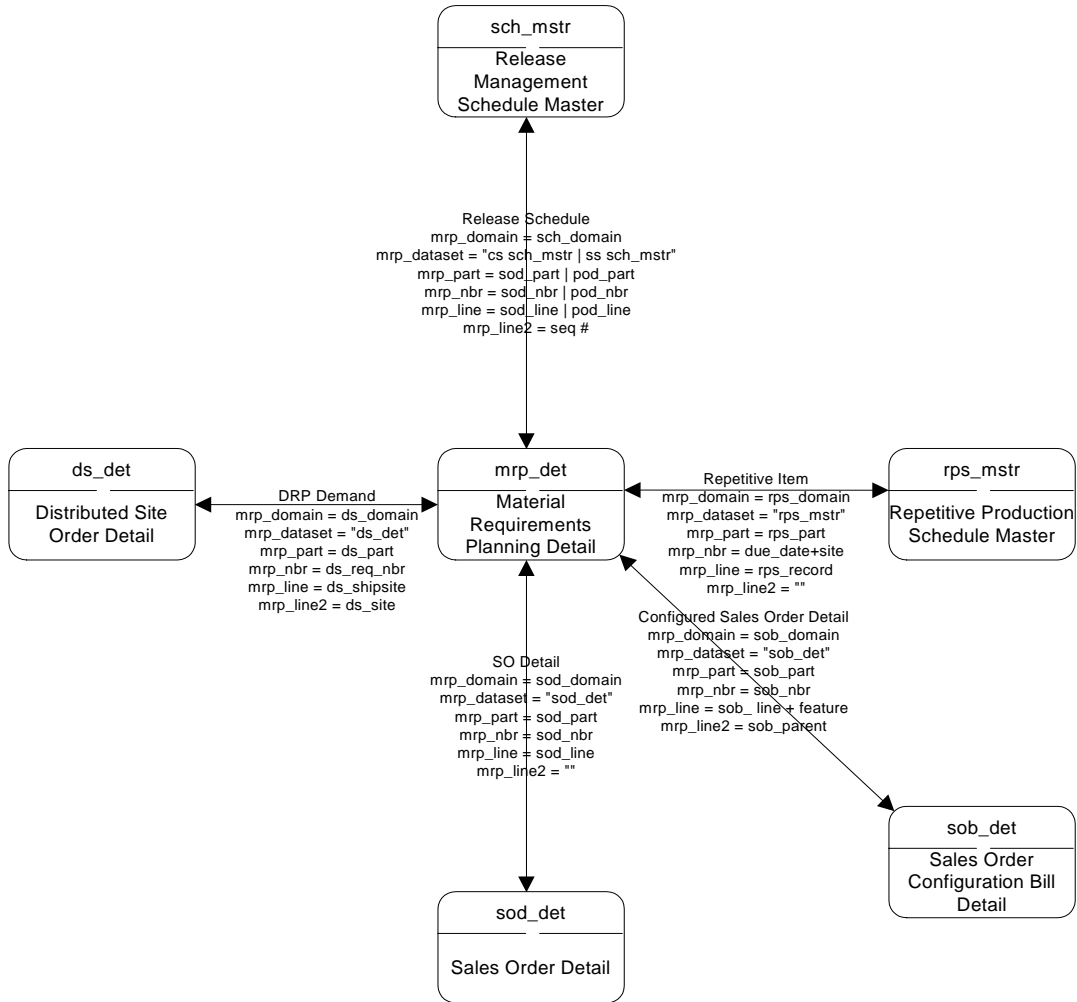 sch_mstr
Release
Management
Schedule Master
Release Schedule
mrp_domain = sch_domain
mrp_dataset = "cs sch_mstr | ss sch_mstr"
mrp_part = sod_part | pod_part
mrp_nbr = sod_nbr | pod_nbr
mrp_line = sod_line | pod_line
mrp_line2 = seq #
ds_det
Distributed Site
Order Detail
DRP Demand
mrp_domain = ds_domain
mrp_dataset = "ds_det"
mrp_part = ds_part
mrp_nbr = ds_req_nbr
mrp_line = ds_shipsite
mrp_line2 = ds_site
mrp_det
Material
Requirements
Planning Detail
Repetitive Item
mrp_domain = rps_domain
mrp_dataset = "rps_mstr"
mrp_part = rps_part
mrp_nbr = due_date+site
mrp_line = rps_record
mrp_line2 = ""
rps_mstr
Repetitive Production
Schedule Master
Configured Sales Order Detail
mrp_domain = sob_domain
mrp_dataset = "sob_det"
mrp_part = sob_part
mrp_nbr = sob_nbr
mrp_line = sob_ line + feature
mrp_line2 = sob_parent
SO Detail
mrp_domain = sod_domain
mrp_dataset = "sod_det"
mrp_part = sod_part
mrp_nbr = sod_nbr
mrp_line = sod_line
mrp_line2 = ""
sob_det
Sales Order
Configuration Bill
Detail
sod_det
Sales Order Detail